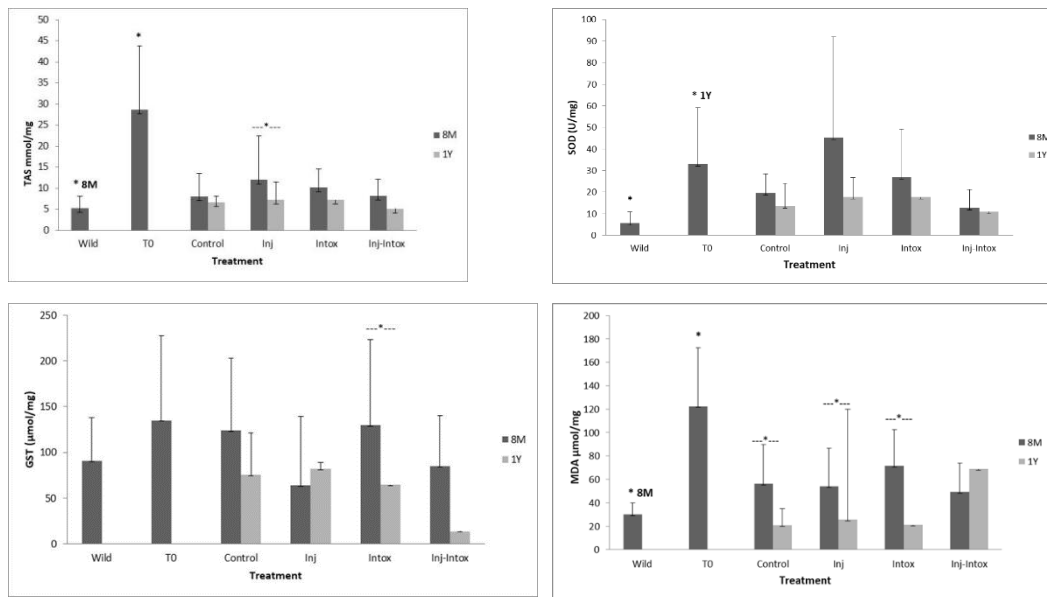 50
45
40
35
30
25
20
15
10
5
0
TAS mmol/mg
* 8M
*
---*---
Wild T0 Control Inj Intox Inj-Intox
Treatment
8M
1Y
100
90
80
70
60
50
40
30
20
10
0
SOD (U/mg)
*
* 1Y
Wild T0 Control Inj Intox Inj-Intox
Treatment
8M
1Y
250
200
150
100
50
0
GST (µmol/mg)
---*---
Wild T0 Control Inj Intox Inj-Intox
Treatment
8M
1Y
200
180
160
140
120
100
80
60
40
20
0
MDA µmol/mg
* 8M
*
---*---
---*---
---*---
Wild T0 Control Inj Intox Inj-Intox
Treatment
8M
1Y